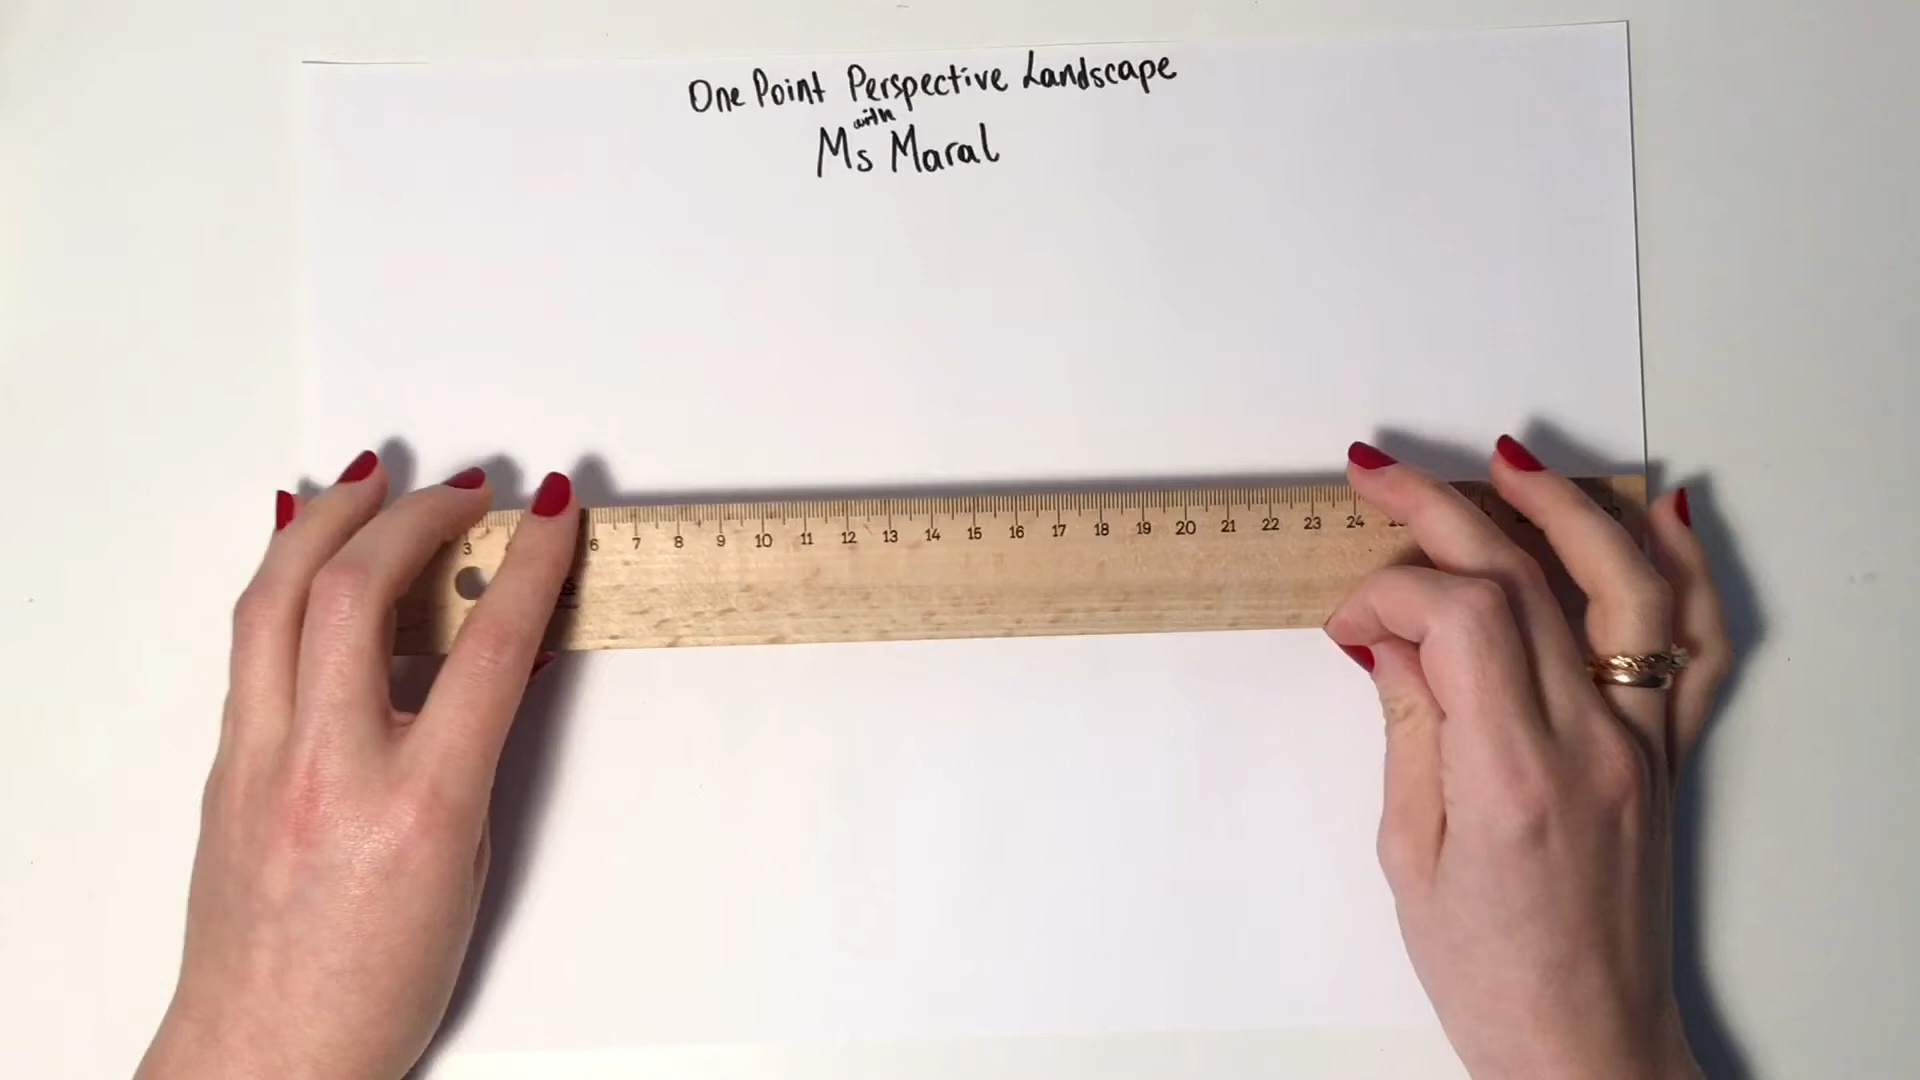 One Point Perspective Landscape
with
Ms Maral
3 6 7 8 9 10 11 12 13 14 15 16 17 18 19 20 21 22 23 24